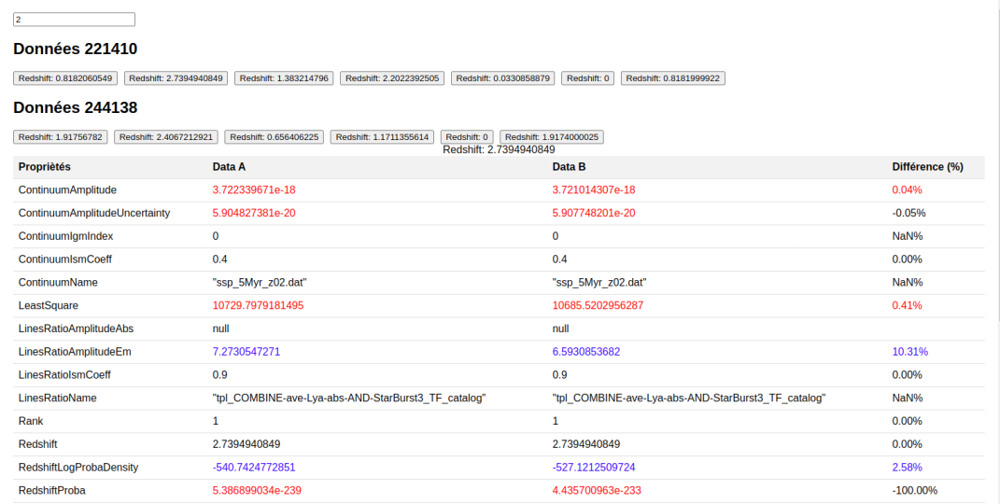 2
Données 221410
Redshift: 0.8182060549 Redshift: 2.7394940849 Redshift: 1.383214796 Redshift: 2.2022392505 Redshift: 0.0330858879 Redshift: 0 Redshift: 0.8181999922
Données 244138
Redshift: 1.91756782 Redshift: 2.4067212921 Redshift: 0.656406225 Redshift: 1.1711355614 Redshift: 0 Redshift: 1.9174000025
Redshift: 2.7394940849
Propriètés Data A Data B Différence (%)
ContinuumAmplitude 3.722339671e-18 3.721014307e-18 0.04%
ContinuumAmplitudeUncertainty 5.904827381e-20 5.907748201e-20 -0.05%
ContinuumIgmIndex 0 0 NaN%
ContinuumIsmCoeff 0.4 0.4 0.00%
ContinuumName "ssp_5Myr_z02.dat" "ssp_5Myr_z02.dat" NaN%
LeastSquare 10729.7979181495 10685.5202956287 0.41%
LinesRatioAmplitudeAbs null null
LinesRatioAmplitudeEm 7.2730547271 6.5930853682 10.31%
LinesRatioIsmCoeff 0.9 0.9 0.00%
LinesRatioName "tpl_COMBINE-ave-Lya-abs-AND-StarBurst3_TF_catalog" "tpl_COMBINE-ave-Lya-abs-AND-StarBurst3_TF_catalog" NaN%
Rank 1 1 0.00%
Redshift 2.7394940849 2.7394940849 0.00%
RedshiftLogProbaDensity -540.7424772851 -527.1212509724 2.58%
RedshiftProba 5.386899034e-239 4.435700963e-233 -100.00%